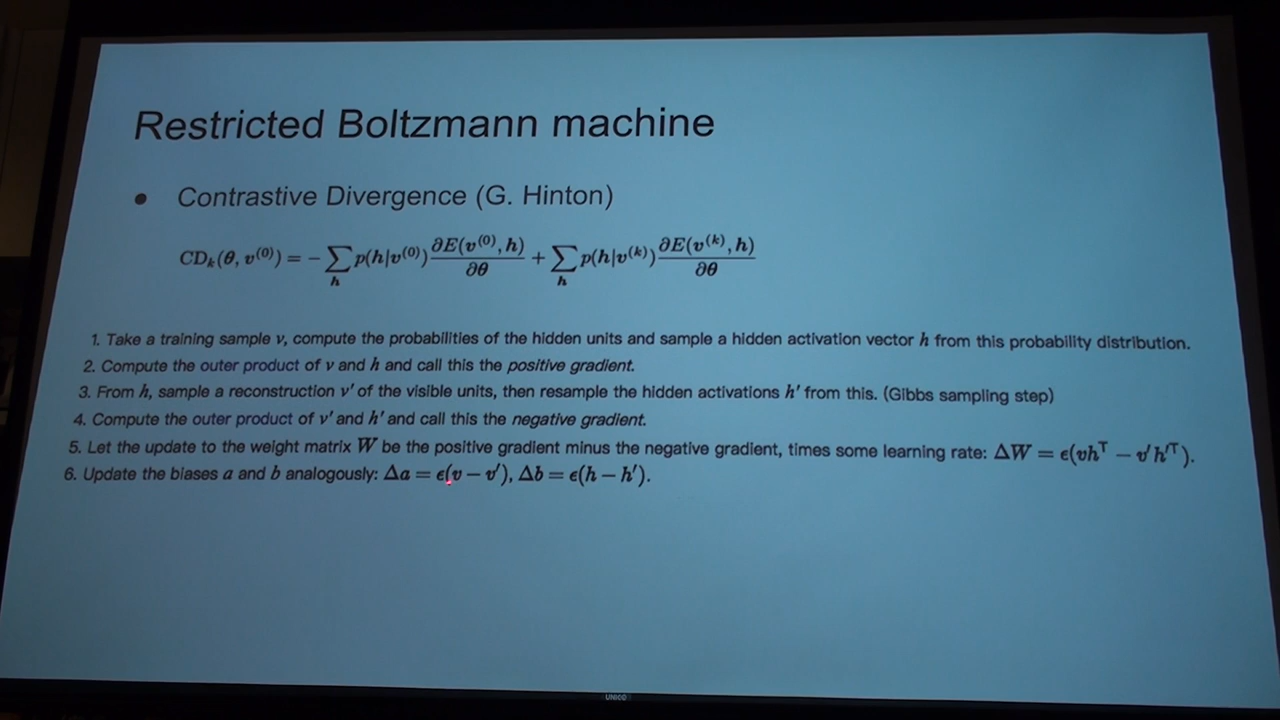 Restricted Boltzmann machine
● Contrastive Divergence (G. Hinton)
CDₖ(θ, v⁽⁰⁾) = − ∑ₕ p(h|v⁽⁰⁾) ∂E(v⁽⁰⁾, h)/∂θ + ∑ₕ p(h|v⁽ᵏ⁾) ∂E(v⁽ᵏ⁾, h)/∂θ
1. Take a training sample v, compute the probabilities of the hidden units and sample a hidden activation vector h from this probability distribution.
2. Compute the outer product of v and h and call this the positive gradient.
3. From h, sample a reconstruction v' of the visible units, then resample the hidden activations h' from this. (Gibbs sampling step)
4. Compute the outer product of v' and h' and call this the negative gradient.
5. Let the update to the weight matrix W be the positive gradient minus the negative gradient, times some learning rate: ΔW = ϵ(vhᵀ − v'h'ᵀ).
6. Update the biases a and b analogously: Δa = ϵ(v − v'), Δb = ϵ(h − h').
UNICO